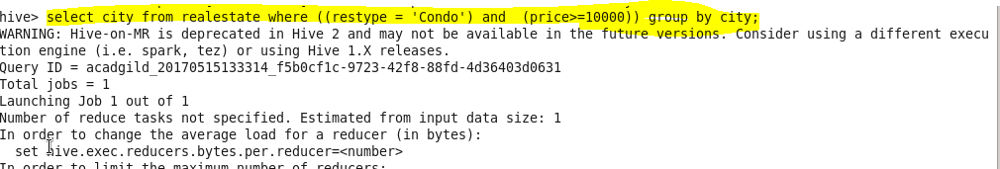 hive> select city from realestate where ((restype = 'Condo') and  (price>=10000)) group by city;
WARNING: Hive-on-MR is deprecated in Hive 2 and may not be available in the future versions. Consider using a different execu
tion engine (i.e. spark, tez) or using Hive 1.X releases.
Query ID = acadgild_20170515133314_f5b0cf1c-9723-42f8-88fd-4d36403d0631
Total jobs = 1
Launching Job 1 out of 1
Number of reduce tasks not specified. Estimated from input data size: 1
In order to change the average load for a reducer (in bytes):
  set hive.exec.reducers.bytes.per.reducer=<number>
In order to limit the maximum number of reducers: